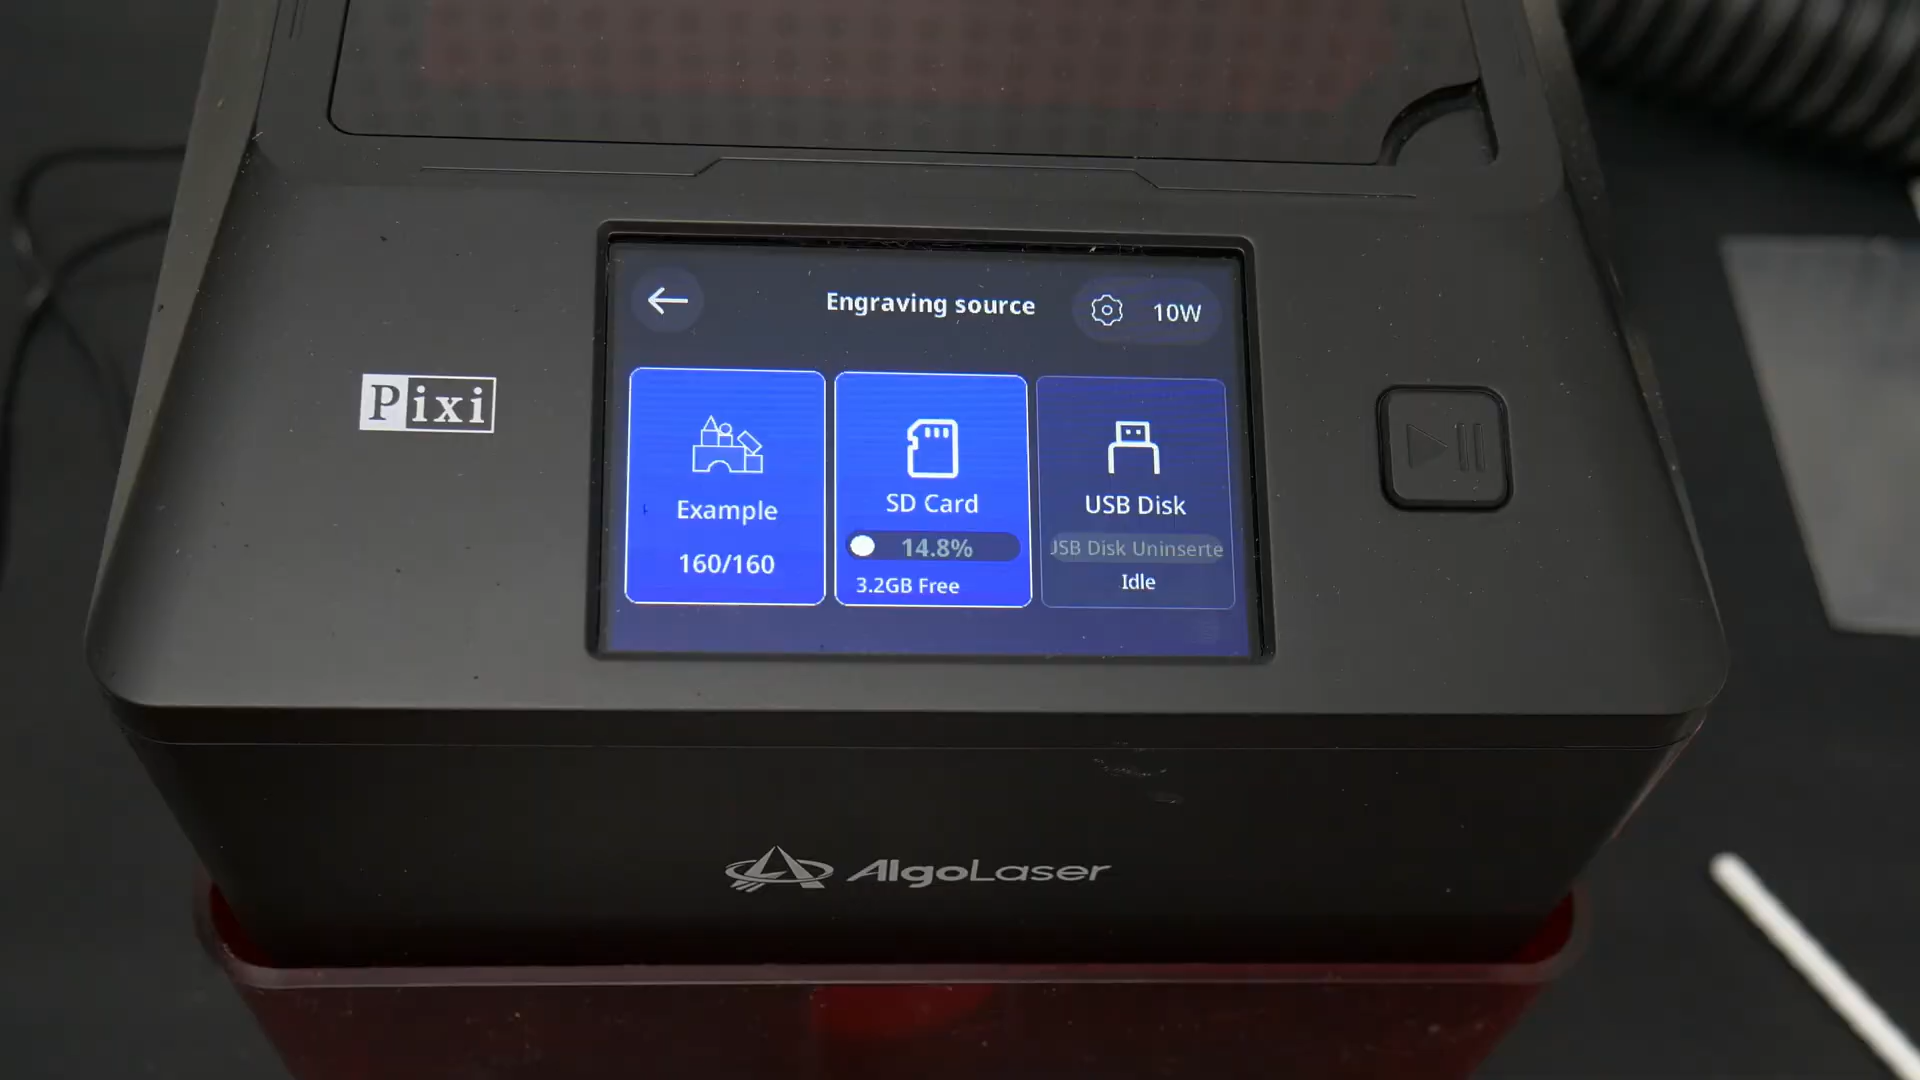 Engraving source
10W
Pixi
Example
160/160
SD Card
14.8%
3.2GB Free
USB Disk
JSB Disk Uninserte
Idle
AlgoLaser